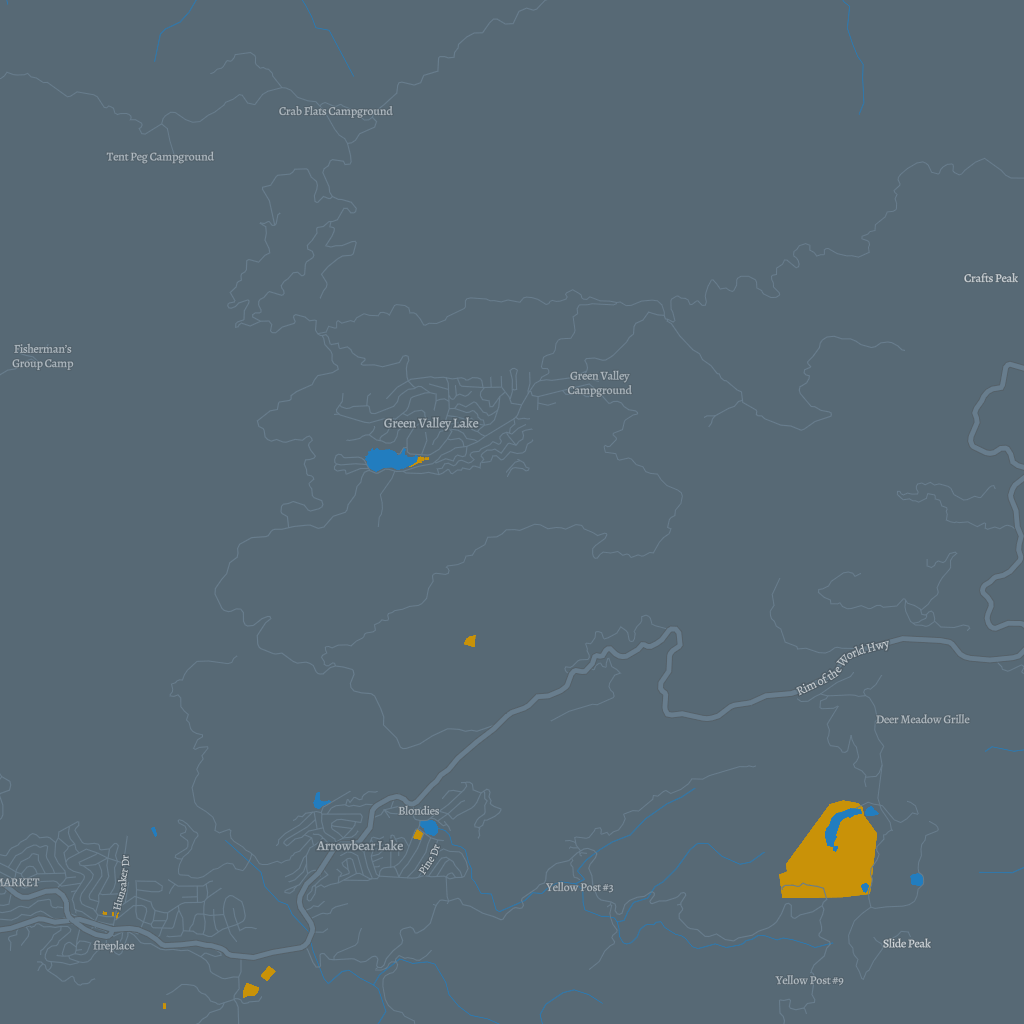 Crab Flats Campground
Tent Peg Campground
Crafts Peak
Fisherman's
Group Camp
Green Valley
Campground
Green Valley Lake
Rim of the World Hwy
Deer Meadow Grille
Blondies
Arrowbear Lake
Pine Dr
Hunsaker Dr
MARKET
Yellow Post #3
fireplace
Slide Peak
Yellow Post #9